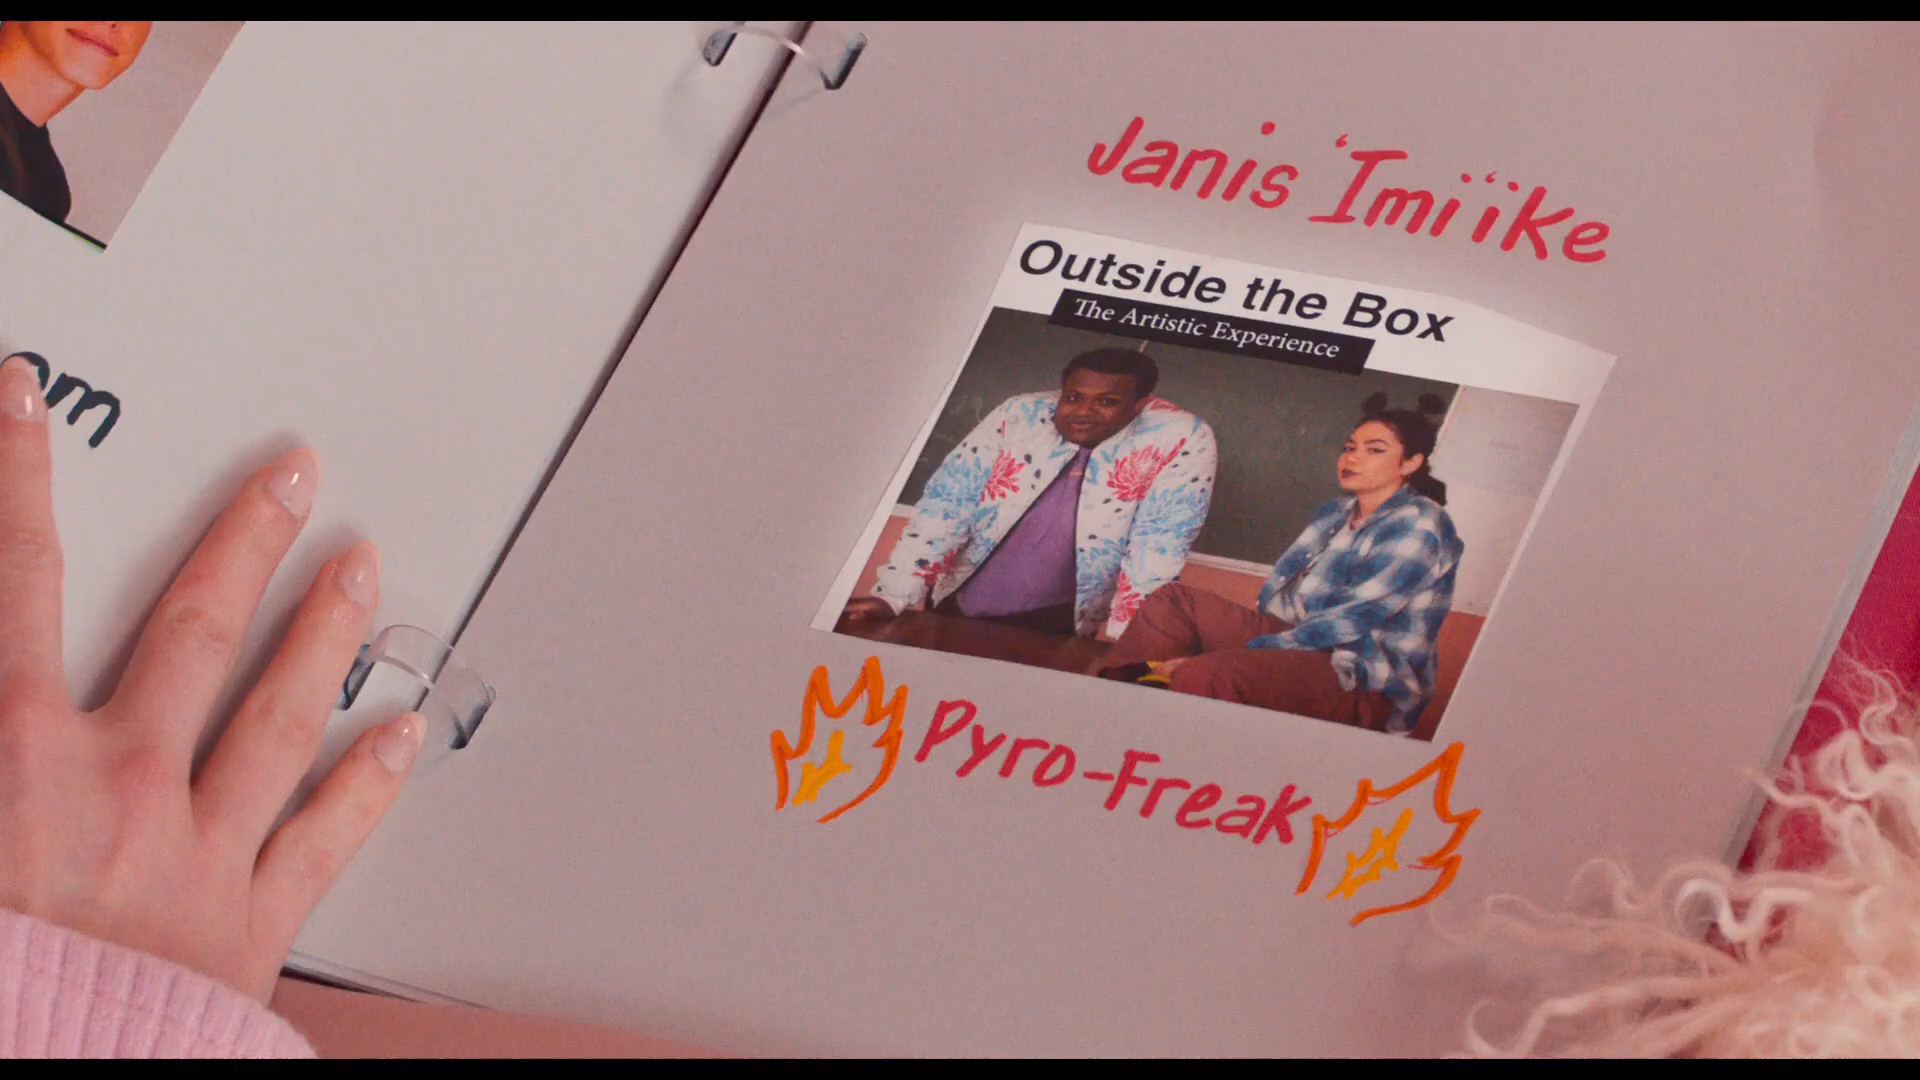 Janis 'Imi'ike
Outside the Box
The Artistic Experience
Pyro-Freak